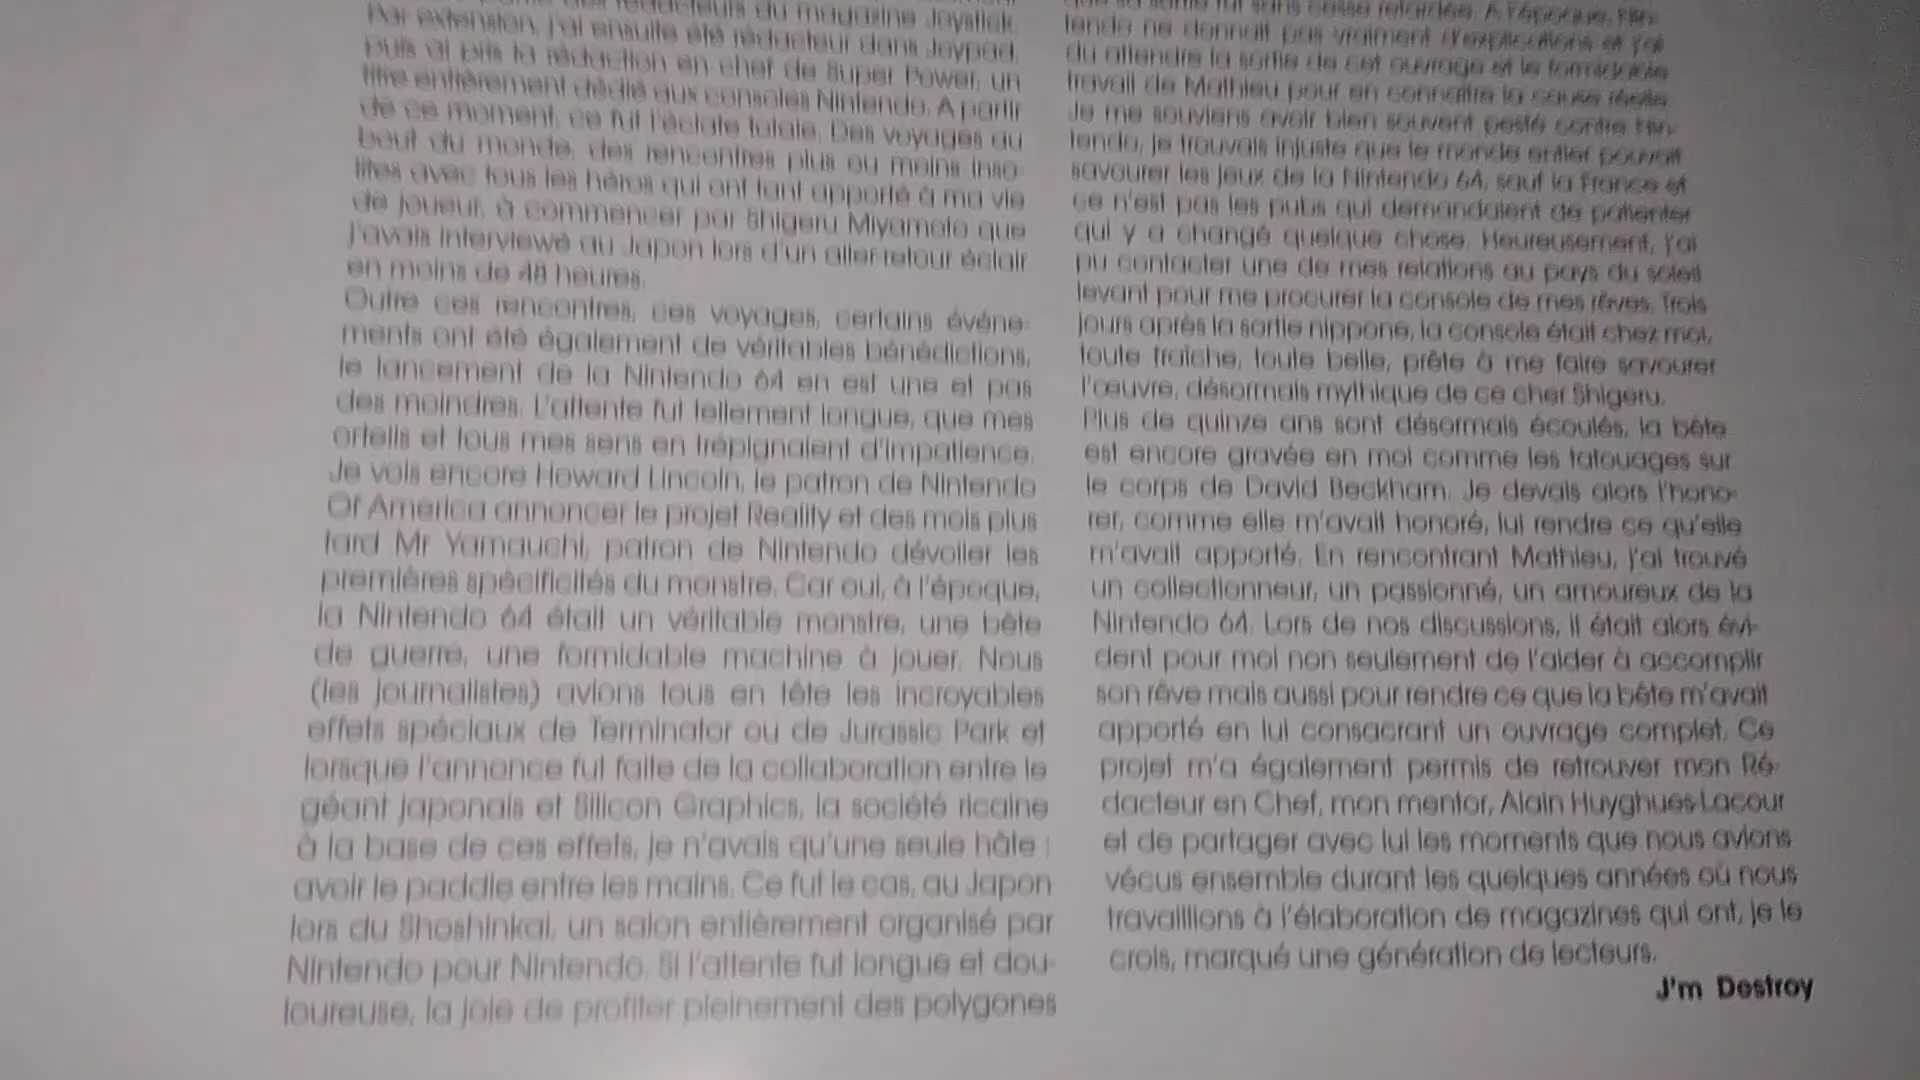 des rédacteurs du magazine Joystick.
Par extension, j'ai ensuite été rédacteur dans Joypad,
puis ai pris la rédaction en chef de Super Power, un
titre entièrement dédié aux consoles Nintendo. A partir
de ce moment, ce fut l'éclate totale. Des voyages au
bout du monde, des rencontres plus ou moins inso-
lites avec tous les héros qui ont tant apporté à ma vie
de joueur, à commencer par Shigeru Miyamoto que
j'avais interviewé au Japon lors d'un aller-retour éclair
en moins de 48 heures.
Outre ces rencontres, ces voyages, certains événe-
ments ont été également de véritables bénédictions,
le lancement de la Nintendo 64 en est une et pas
des moindres. L'attente fut tellement longue, que mes
orteils et tous mes sens en trépignaient d'impatience.
Je vois encore Howard Lincoln, le patron de Nintendo
Of America annoncer le projet Reality et des mois plus
tard Mr Yamauchi, patron de Nintendo dévoiler les
premières spécificités du monstre. Car oui, à l'époque,
la Nintendo 64 était un véritable monstre, une bête
de guerre, une formidable machine à jouer. Nous
(les journalistes) avions tous en tête les incroyables
effets spéciaux de Terminator ou de Jurassic Park et
lorsque l'annonce fut faite de la collaboration entre le
géant japonais et Silicon Graphics, la société ricaine
à la base de ces effets, je n'avais qu'une seule hâte :
avoir le paddle entre les mains. Ce fut le cas, au Japon
lors du Shoshinkai, un salon entièrement organisé par
Nintendo pour Nintendo. Si l'attente fut longue et dou-
loureuse, la joie de profiter pleinement des polygones
que sa sortie fut sans cesse retardée. A l'époque, Nin-
tendo ne donnait pas vraiment d'explications et j'ai
du attendre la sortie de cet ouvrage et le formidable
travail de Mathieu pour en connaître la cause réelle.
Je me souviens avoir bien souvent pesté contre Nin-
tendo, je trouvais injuste que le monde entier pouvait
savourer les jeux de la Nintendo 64, sauf la France et
ce n'est pas les pubs qui demandaient de patienter
qui y a changé quelque chose. Heureusement, j'ai
pu contacter une de mes relations au pays du soleil
levant pour me procurer la console de mes rêves. Trois
jours après la sortie nippone, la console était chez moi,
toute fraîche, toute belle, prête à me faire savourer
l'œuvre, désormais mythique de ce cher Shigeru.
Plus de quinze ans sont désormais écoulés, la bête
est encore gravée en moi comme les tatouages sur
le corps de David Beckham. Je devais alors l'hono-
rer, comme elle m'avait honoré, lui rendre ce qu'elle
m'avait apporté. En rencontrant Mathieu, j'ai trouvé
un collectionneur, un passionné, un amoureux de la
Nintendo 64. Lors de nos discussions, il était alors évi-
dent pour moi non seulement de l'aider à accomplir
son rêve mais aussi pour rendre ce que la bête m'avait
apporté en lui consacrant un ouvrage complet. Ce
projet m'a également permis de retrouver mon Ré-
dacteur en Chef, mon mentor, Alain Huyghues-Lacour
et de partager avec lui les moments que nous avions
vécus ensemble durant les quelques années où nous
travaillions à l'élaboration de magazines qui ont, je le
crois, marqué une génération de lecteurs.
J'm Destroy